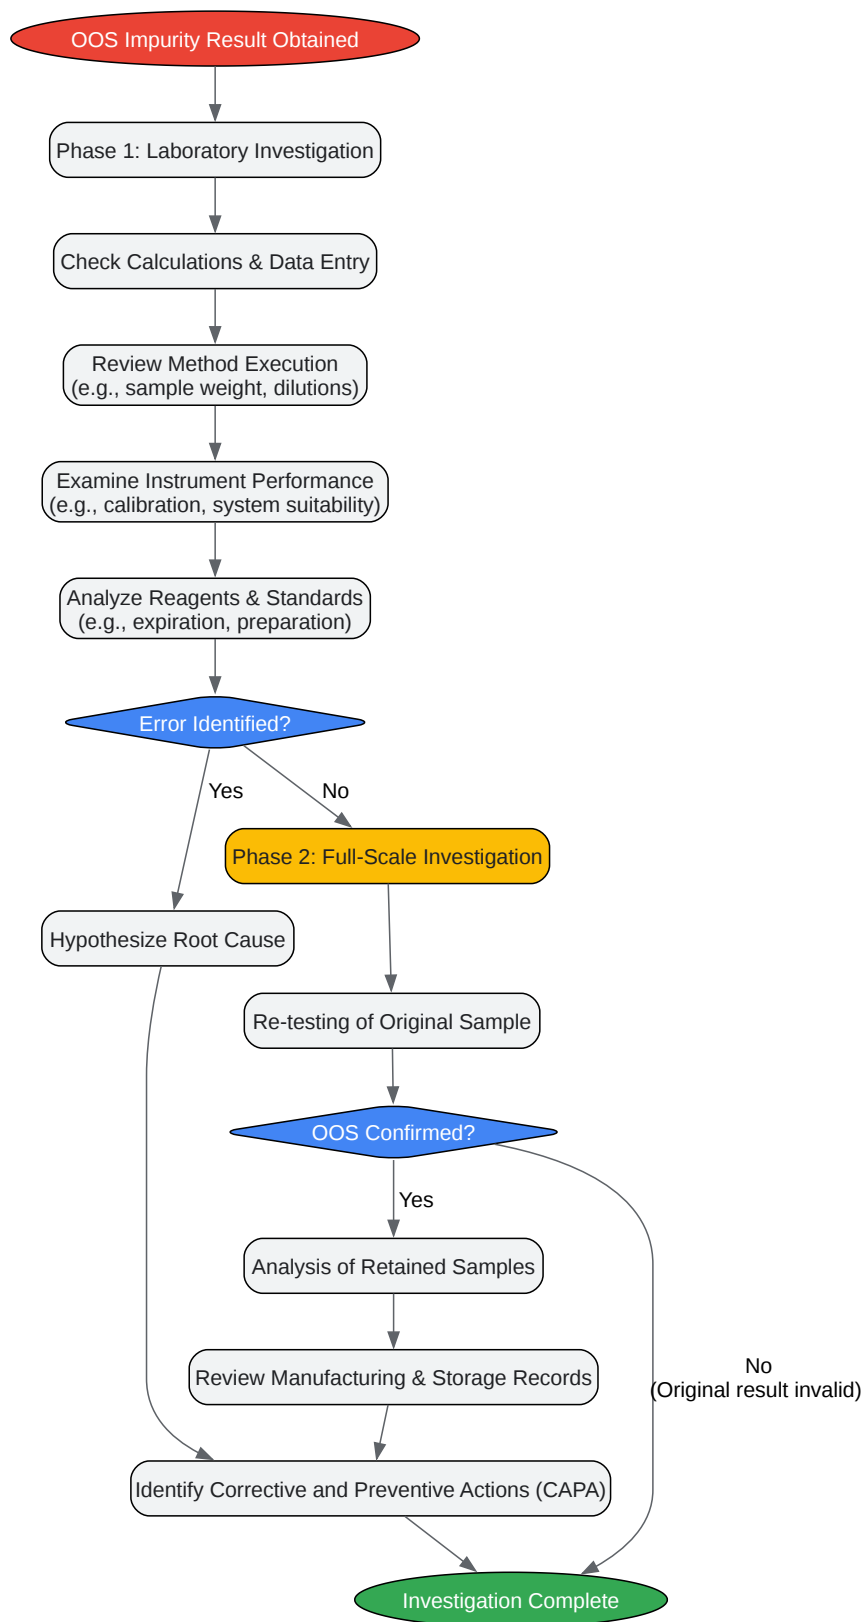 OOS Impurity Result Obtained
Phase 1: Laboratory Investigation
Check Calculations & Data Entry
Review Method Execution
(e.g., sample weight, dilutions)
Examine Instrument Performance
(e.g., calibration, system suitability)
Analyze Reagents & Standards
(e.g., expiration, preparation)
Error Identified?
Yes
No
Phase 2: Full-Scale Investigation
Hypothesize Root Cause
Re-testing of Original Sample
OOS Confirmed?
Yes
Analysis of Retained Samples
No
(Original result invalid)
Review Manufacturing & Storage Records
Identify Corrective and Preventive Actions (CAPA)
Investigation Complete